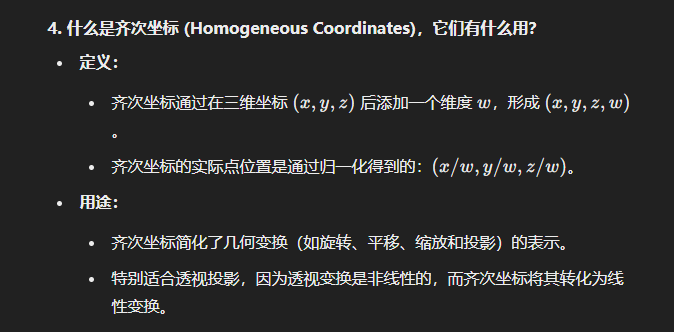 4. 什么是齐次坐标 (Homogeneous Coordinates)，它们有什么用？
• 定义：
• 齐次坐标通过在三维坐标 (x, y, z) 后添加一个维度 w，形成 (x, y, z, w)
。
• 齐次坐标的实际点位置是通过归一化得到的：(x/w, y/w, z/w)。
• 用途：
• 齐次坐标简化了几何变换（如旋转、平移、缩放和投影）的表示。
• 特别适合透视投影，因为透视变换是非线性的，而齐次坐标将其转化为线
性变换。